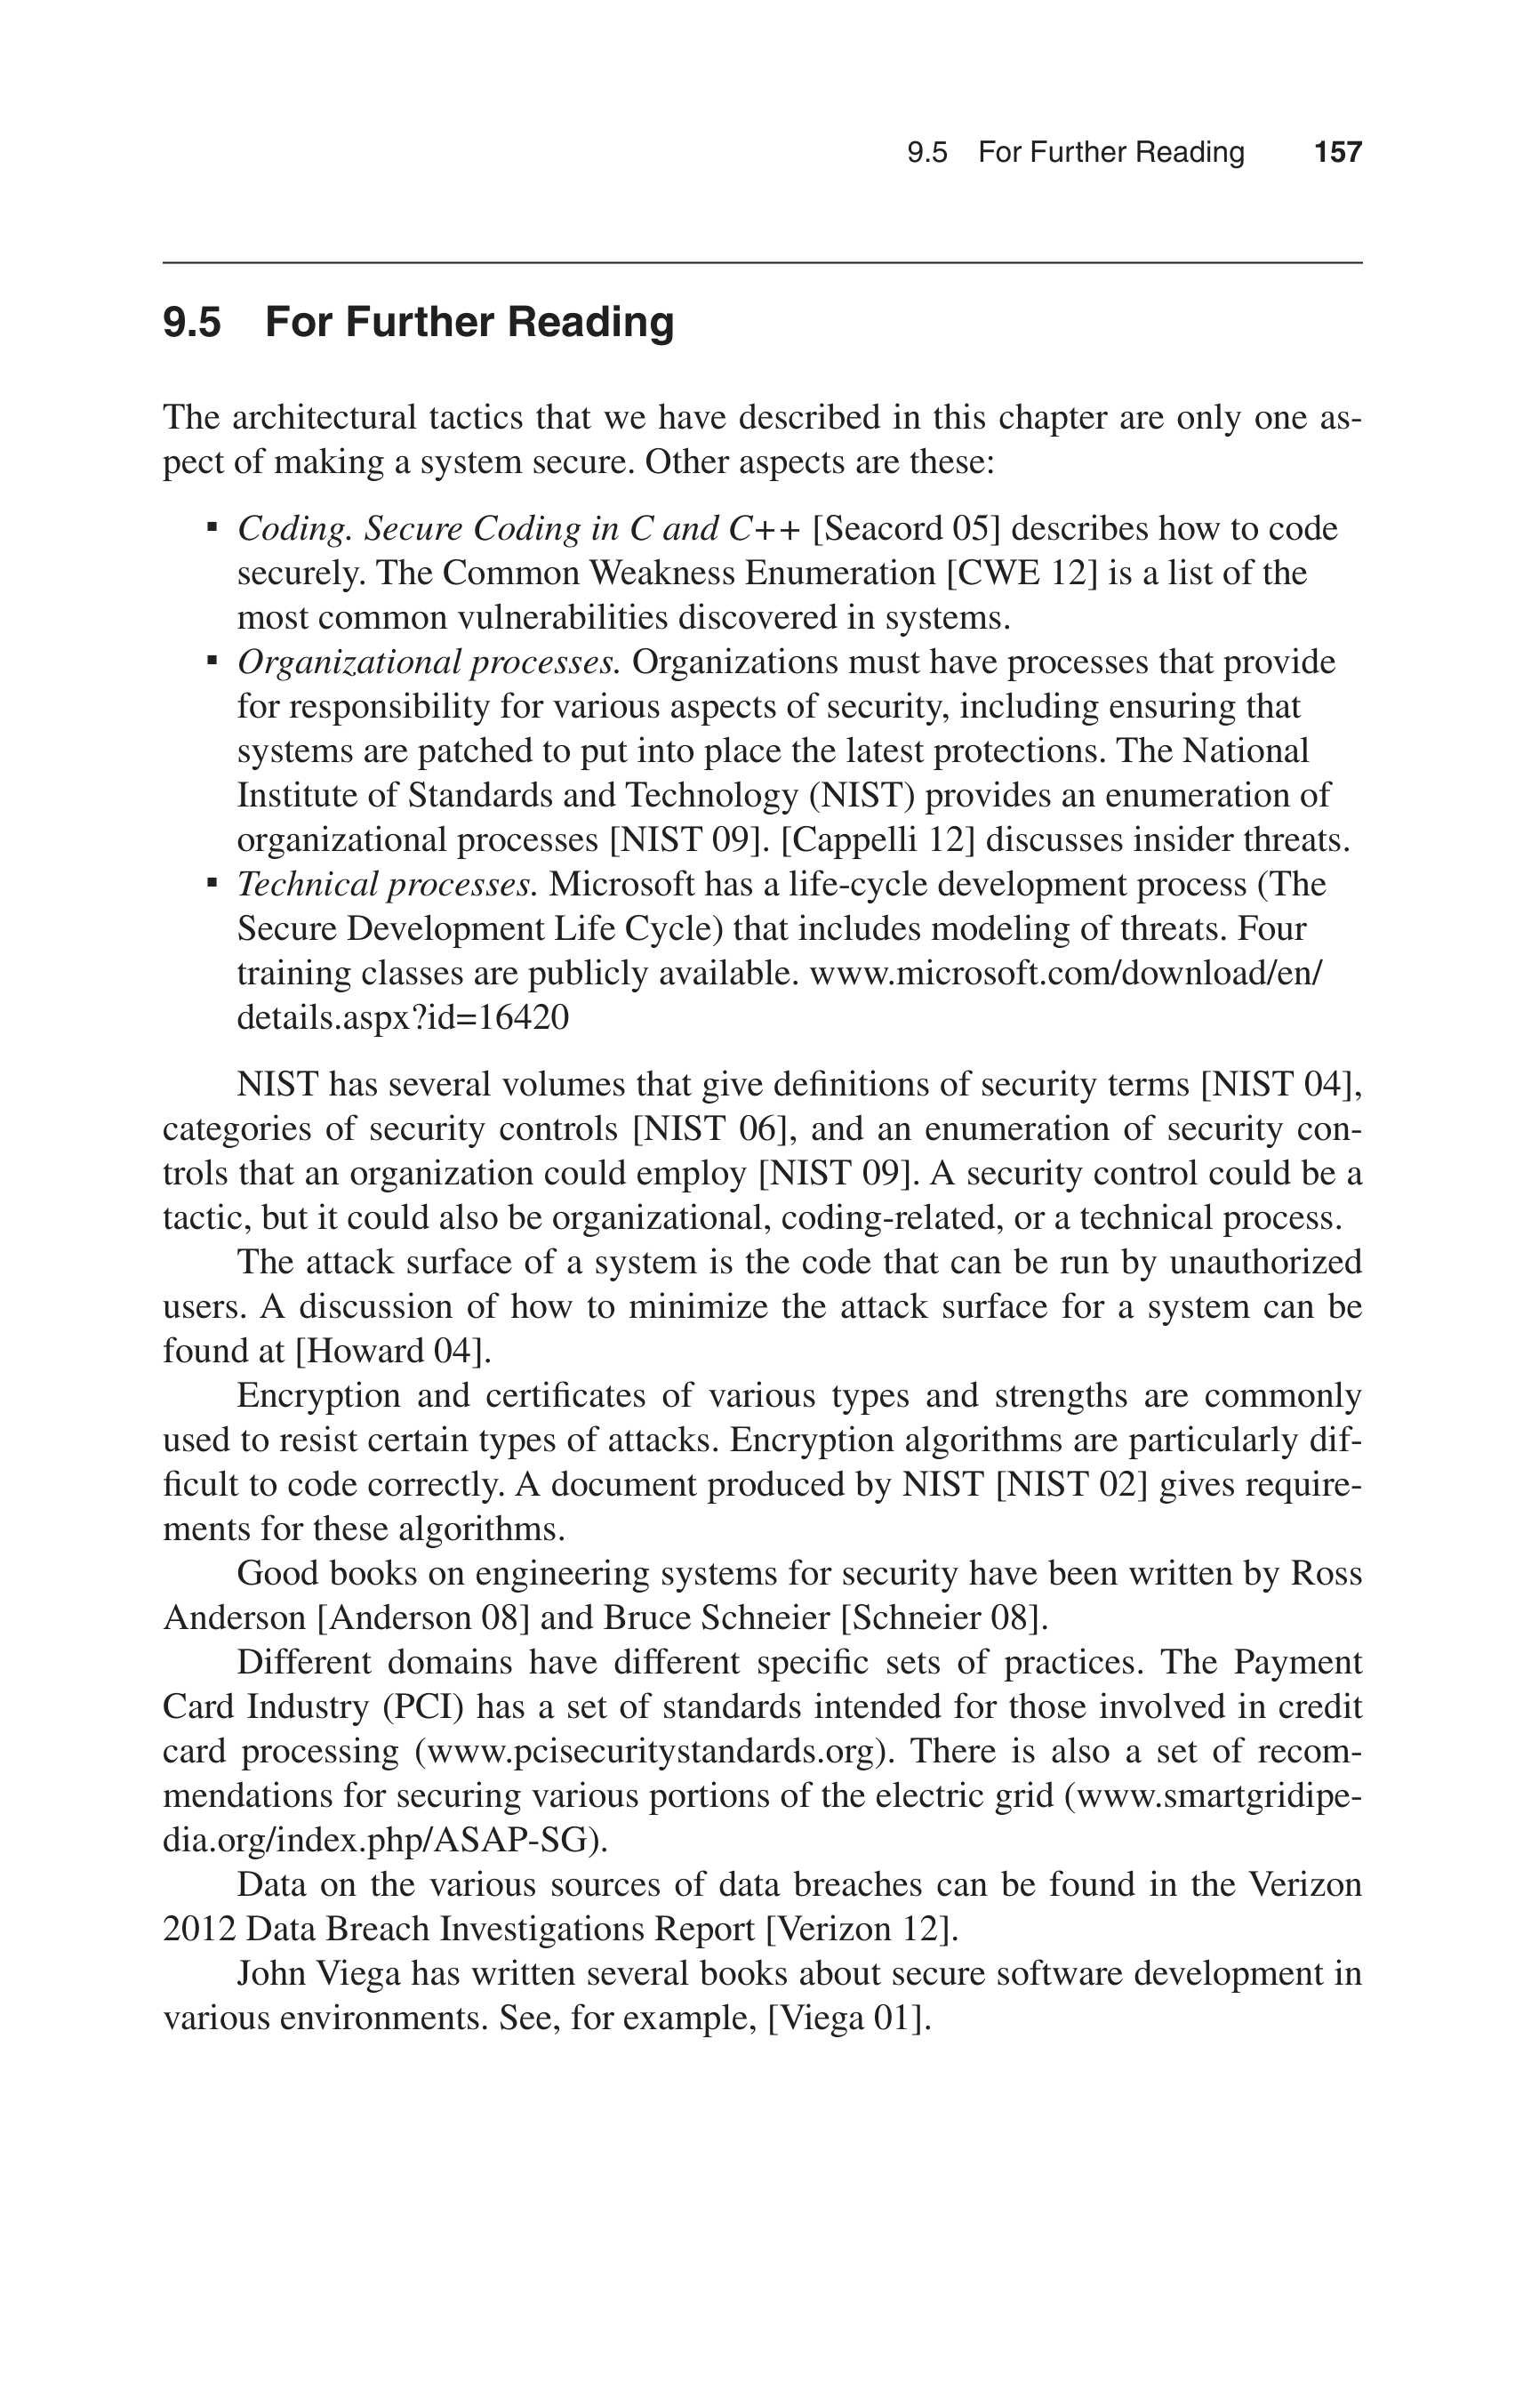 9.5 For Further Reading 157
9.5 For Further Reading
The architectural tactics that we have described in this chapter are only one as-
pect of making a system secure. Other aspects are these:
▪ Coding. Secure Coding in C and C++ [Seacord 05] describes how to code
securely. The Common Weakness Enumeration [CWE 12] is a list of the
most common vulnerabilities discovered in systems.
▪ Organizational processes. Organizations must have processes that provide
for responsibility for various aspects of security, including ensuring that
systems are patched to put into place the latest protections. The National
Institute of Standards and Technology (NIST) provides an enumeration of
organizational processes [NIST 09]. [Cappelli 12] discusses insider threats.
▪ Technical processes. Microsoft has a life-cycle development process (The
Secure Development Life Cycle) that includes modeling of threats. Four
training classes are publicly available. www.microsoft.com/download/en/
details.aspx?id=16420
NIST has several volumes that give definitions of security terms [NIST 04],
categories of security controls [NIST 06], and an enumeration of security con-
trols that an organization could employ [NIST 09]. A security control could be a
tactic, but it could also be organizational, coding-related, or a technical process.
The attack surface of a system is the code that can be run by unauthorized
users. A discussion of how to minimize the attack surface for a system can be
found at [Howard 04].
Encryption and certificates of various types and strengths are commonly
used to resist certain types of attacks. Encryption algorithms are particularly dif-
ficult to code correctly. A document produced by NIST [NIST 02] gives require-
ments for these algorithms.
Good books on engineering systems for security have been written by Ross
Anderson [Anderson 08] and Bruce Schneier [Schneier 08].
Different domains have different specific sets of practices. The Payment
Card Industry (PCI) has a set of standards intended for those involved in credit
card processing (www.pcisecuritystandards.org). There is also a set of recom-
mendations for securing various portions of the electric grid (www.smartgridipe-
dia.org/index.php/ASAP-SG).
Data on the various sources of data breaches can be found in the Verizon
2012 Data Breach Investigations Report [Verizon 12].
John Viega has written several books about secure software development in
various environments. See, for example, [Viega 01].